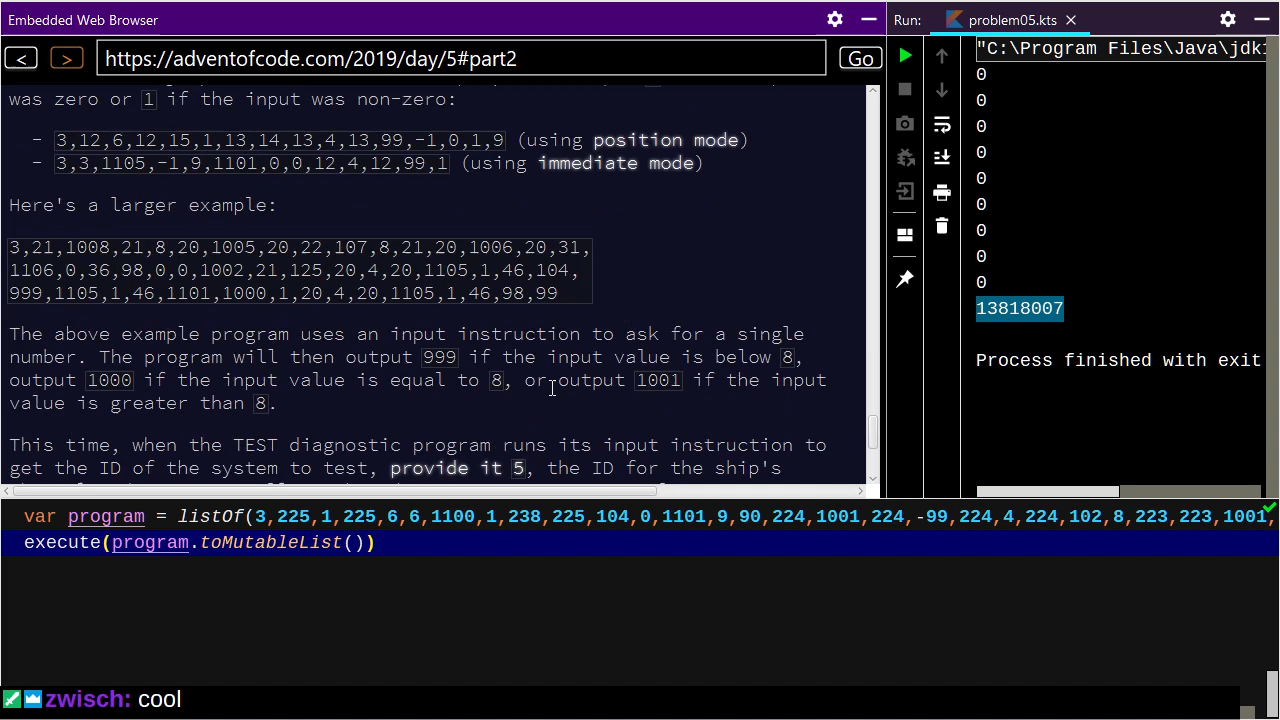 Embedded Web Browser
< > https://adventofcode.com/2019/day/5#part2 Go
was zero or 1 if the input was non-zero:
- 3,12,6,12,15,1,13,14,13,4,13,99,-1,0,1,9 (using position mode)
- 3,3,1105,-1,9,1101,0,0,12,4,12,99,1 (using immediate mode)
Here's a larger example:
3,21,1008,21,8,20,1005,20,22,107,8,21,20,1006,20,31,
1106,0,36,98,0,0,1002,21,125,20,4,20,1105,1,46,104,
999,1105,1,46,1101,1000,1,20,4,20,1105,1,46,98,99
The above example program uses an input instruction to ask for a single
number. The program will then output 999 if the input value is below 8,
output 1000 if the input value is equal to 8, or output 1001 if the input
value is greater than 8.
This time, when the TEST diagnostic program runs its input instruction to
get the ID of the system to test, provide it 5, the ID for the ship's
Run: problem05.kts
"C:\Program Files\Java\jdk
0
0
0
0
0
0
0
0
0
13818007
Process finished with exit
var program = listOf(3,225,1,225,6,6,1100,1,238,225,104,0,1101,9,90,224,1001,224,-99,224,4,224,102,8,223,223,1001,
execute(program.toMutableList())
zwisch: cool